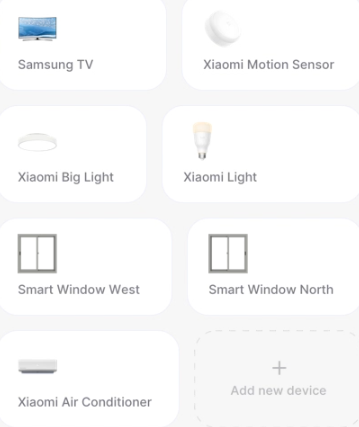 Samsung TV
Xiaomi Motion Sensor
Xiaomi Big Light
Xiaomi Light
Smart Window West
Smart Window North
Xiaomi Air Conditioner
+
Add new device